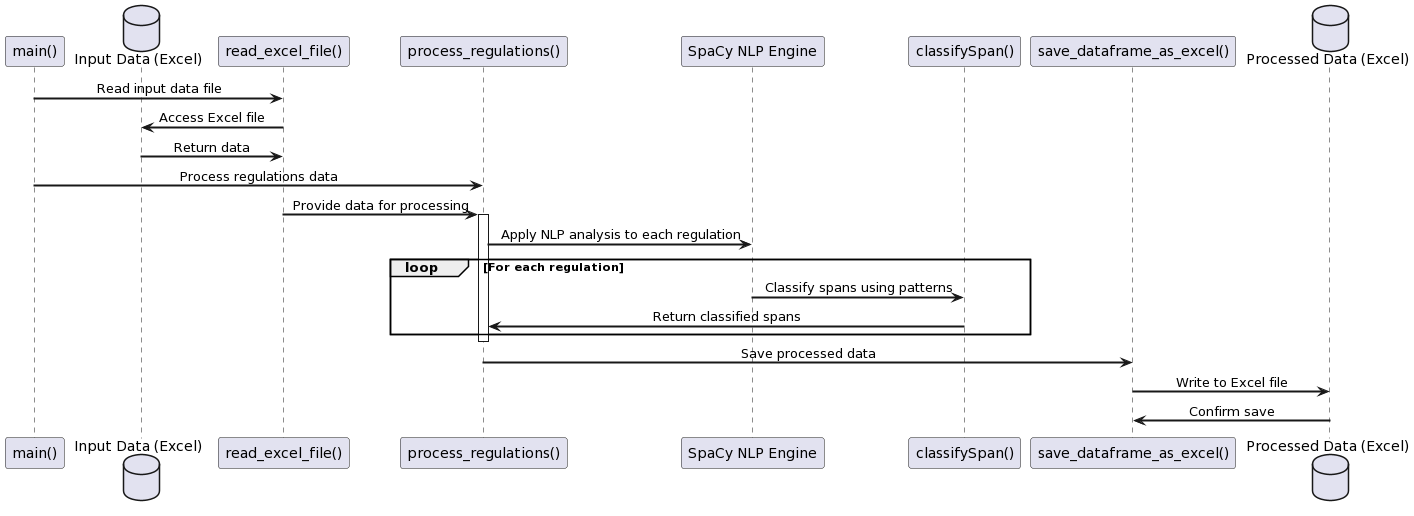 main()
Input Data (Excel)
read_excel_file()
process_regulations()
SpaCy NLP Engine
classifySpan()
save_dataframe_as_excel()
Processed Data (Excel)
Read input data file
Access Excel file
Return data
Process regulations data
Provide data for processing
Apply NLP analysis to each regulation
loop [For each regulation]
Classify spans using patterns
Return classified spans
Save processed data
Write to Excel file
Confirm save
main()
Input Data (Excel)
read_excel_file()
process_regulations()
SpaCy NLP Engine
classifySpan()
save_dataframe_as_excel()
Processed Data (Excel)